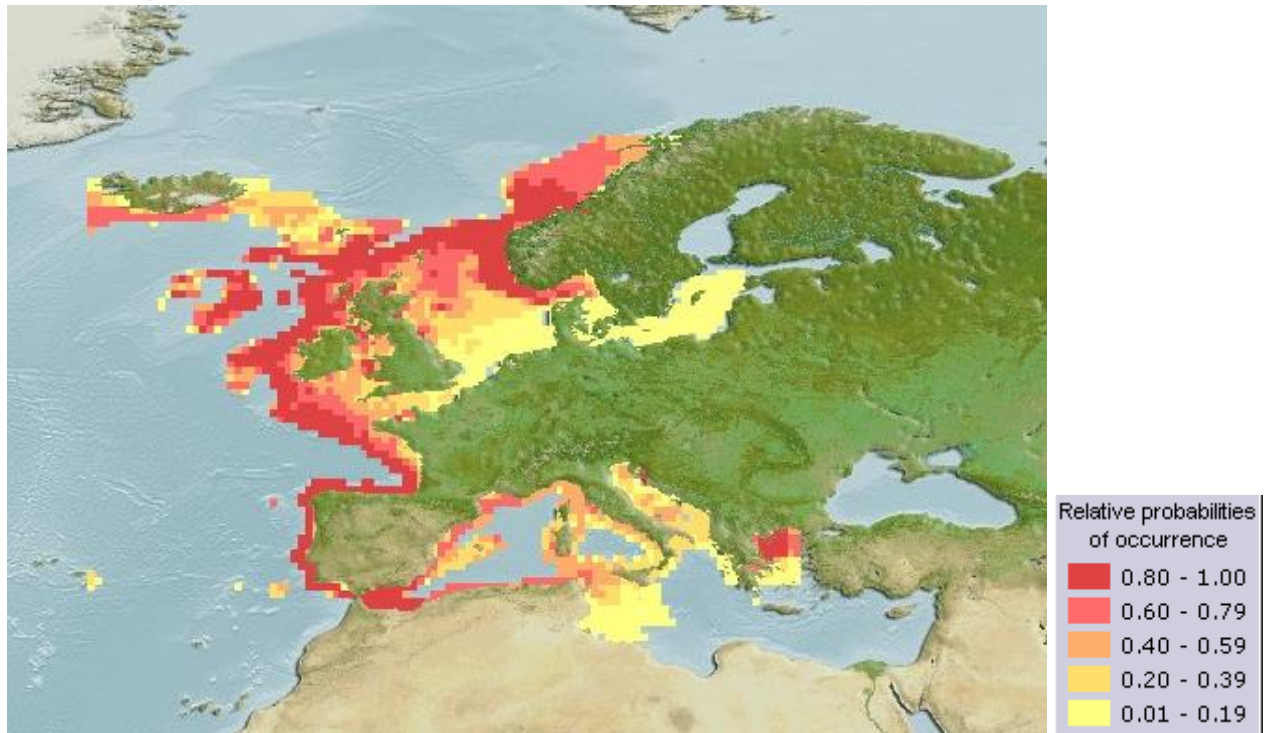 Relative probabilities
of occurrence
0.80 - 1.00
0.60 - 0.79
0.40 - 0.59
0.20 - 0.39
0.01 - 0.19